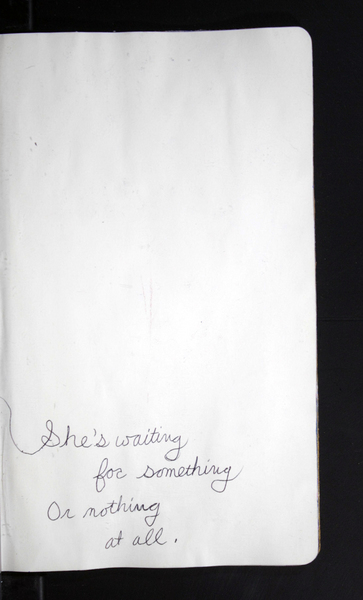 She's waiting
for something
Or nothing
at all.